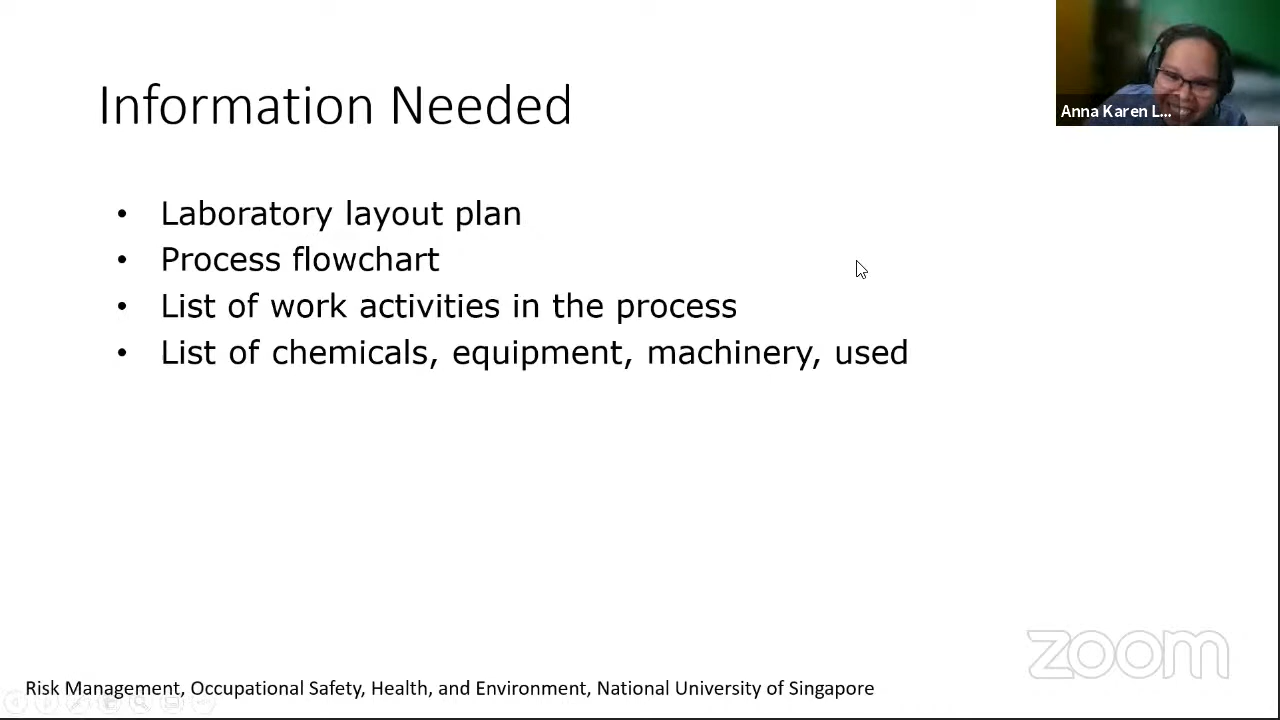 Information Needed
Anna Karen L...
• Laboratory layout plan
• Process flowchart
• List of work activities in the process
• List of chemicals, equipment, machinery, used
zoom
Risk Management, Occupational Safety, Health, and Environment, National University of Singapore